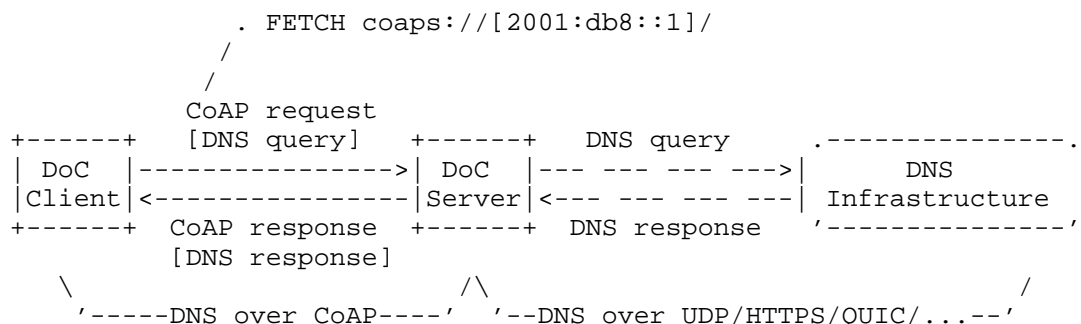 . FETCH coaps://[2001:db8::1]/
CoAP request
[DNS query] DNS query
DoC DoC DNS
Client Server Infrastructure
CoAP response DNS response
[DNS response]
DNS over CoAP DNS over UDP/HTTPS/QUIC/...